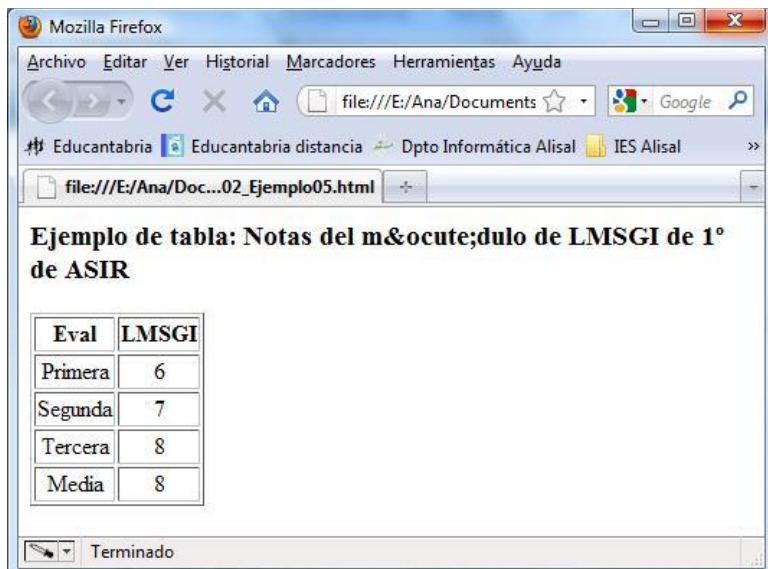 Mozilla Firefox
Archivo Editar Ver Historial Marcadores Herramientas Ayuda
file:///E:/Ana/Documents Google
Educantabria Educantabria distancia Dpto Informática Alisal IES Alisal »
file:///E:/Ana/Doc...02_Ejemplo05.html
Ejemplo de tabla: Notas del m&ocute;dulo de LMSGI de 1º
de ASIR
Eval LMSGI
Primera 6
Segunda 7
Tercera 8
Media 8
Terminado